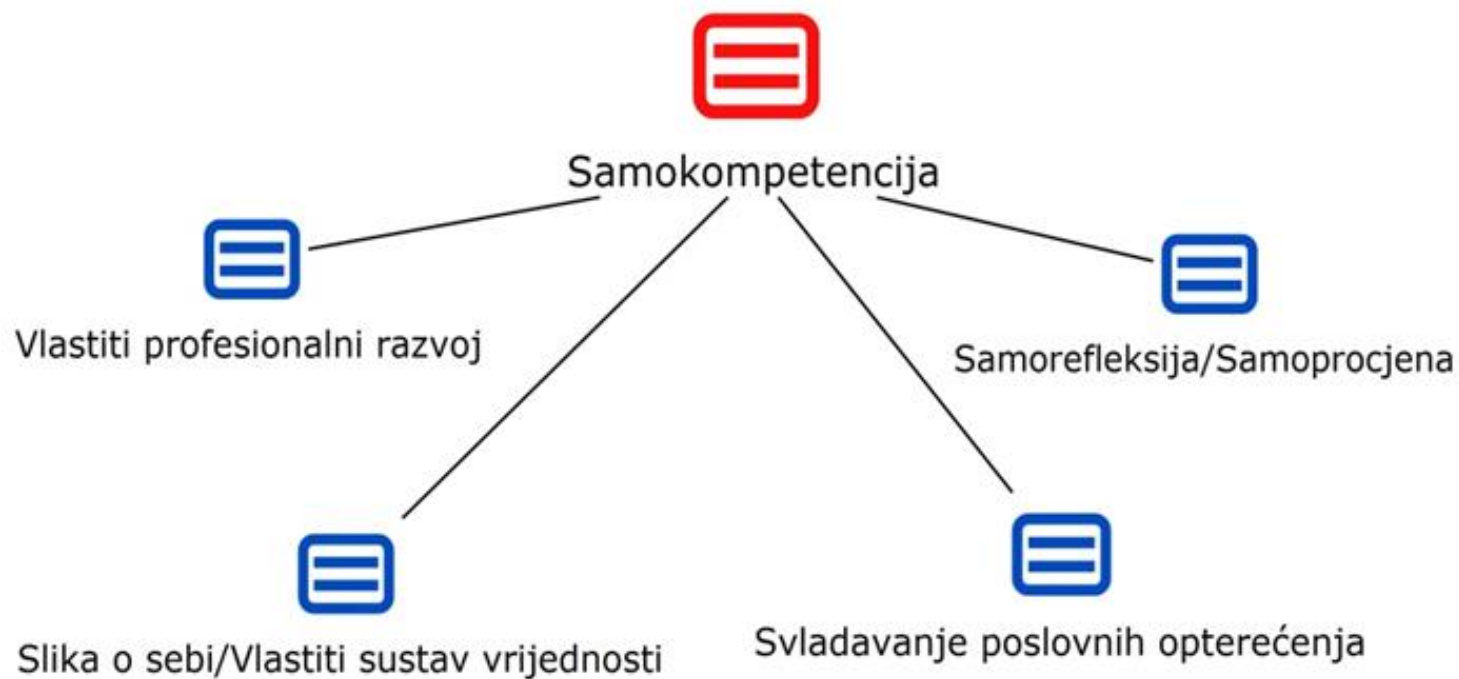 Samokompetencija
Vlastiti profesionalni razvoj
Samorefleksija/Samoprocjena
Slika o sebi/Vlastiti sustav vrijednosti
Svladavanje poslovnih opterećenja